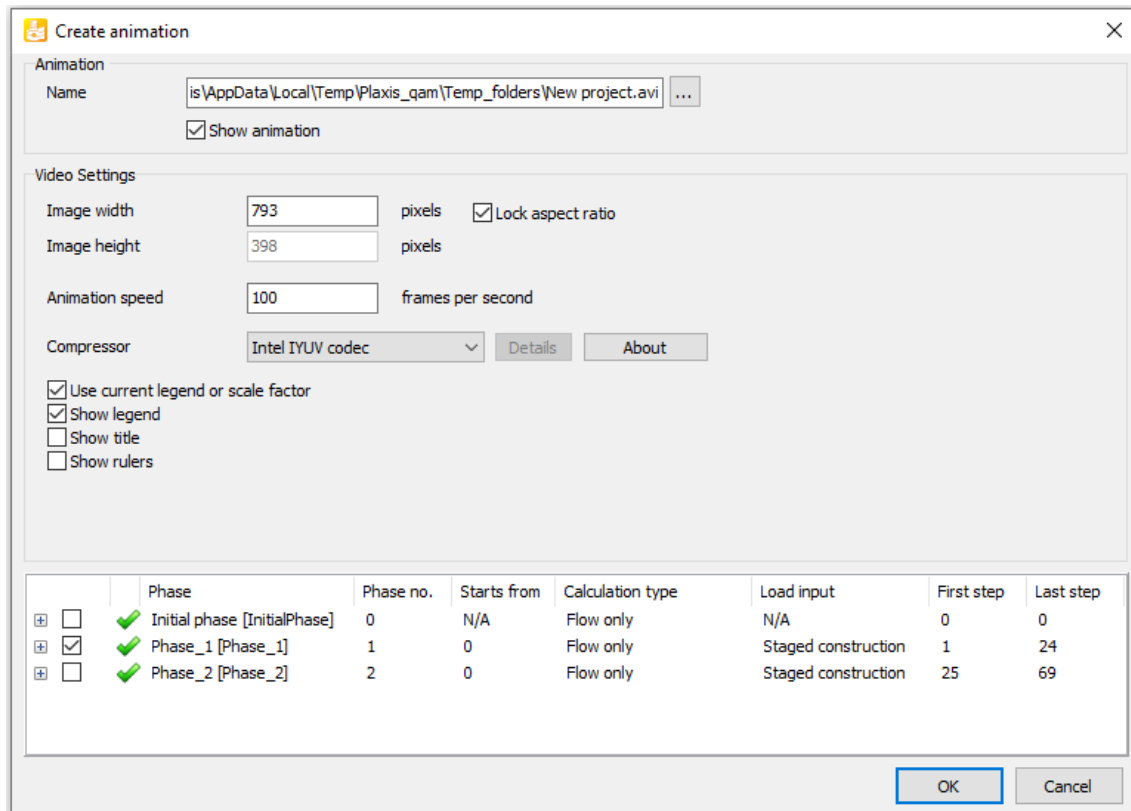 Create animation
Animation
Name is\AppData\Local\Temp\Plaxis_qam\Temp_folders\New project.avi ...
Show animation
Video Settings
Image width 793 pixels Lock aspect ratio
Image height 398 pixels
Animation speed 100 frames per second
Compressor Intel IYUV codec Details About
Use current legend or scale factor
Show legend
Show title
Show rulers
Phase Phase no. Starts from Calculation type Load input First step Last step
Initial phase [InitialPhase] 0 N/A Flow only N/A 0 0
Phase_1 [Phase_1] 1 0 Flow only Staged construction 1 24
Phase_2 [Phase_2] 2 0 Flow only Staged construction 25 69
OK Cancel